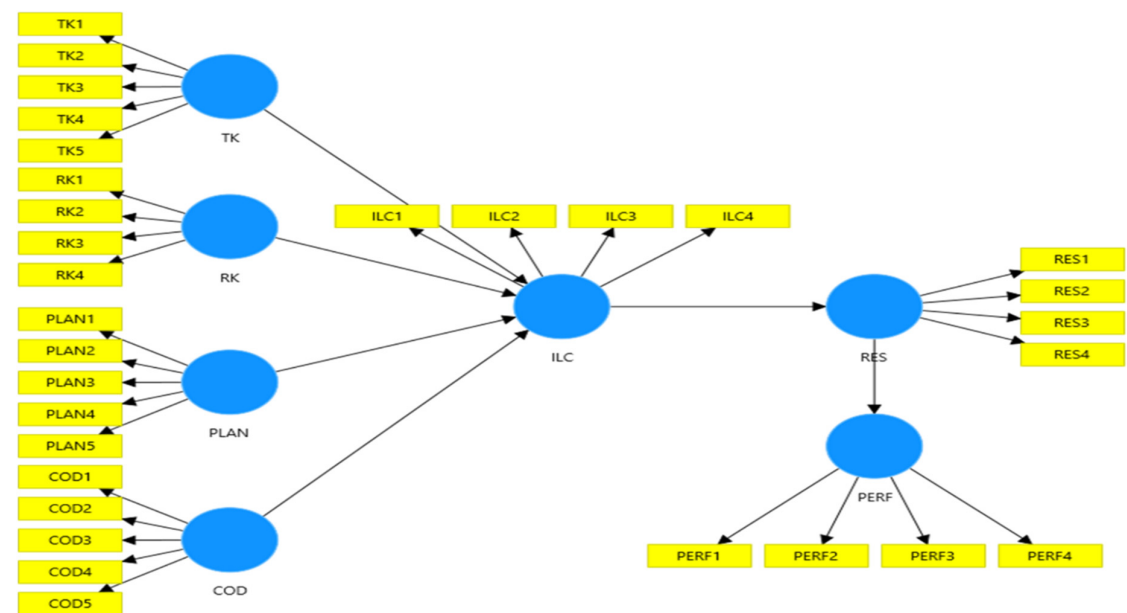 TK1
TK2
TK3
TK4
TK5
TK
RK1
RK2
RK3
RK4
RK
PLAN1
PLAN2
PLAN3
PLAN4
PLAN5
PLAN
COD1
COD2
COD3
COD4
COD5
COD
ILC1
ILC2
ILC3
ILC4
ILC
RES1
RES2
RES3
RES4
RES
PERF
PERF1
PERF2
PERF3
PERF4